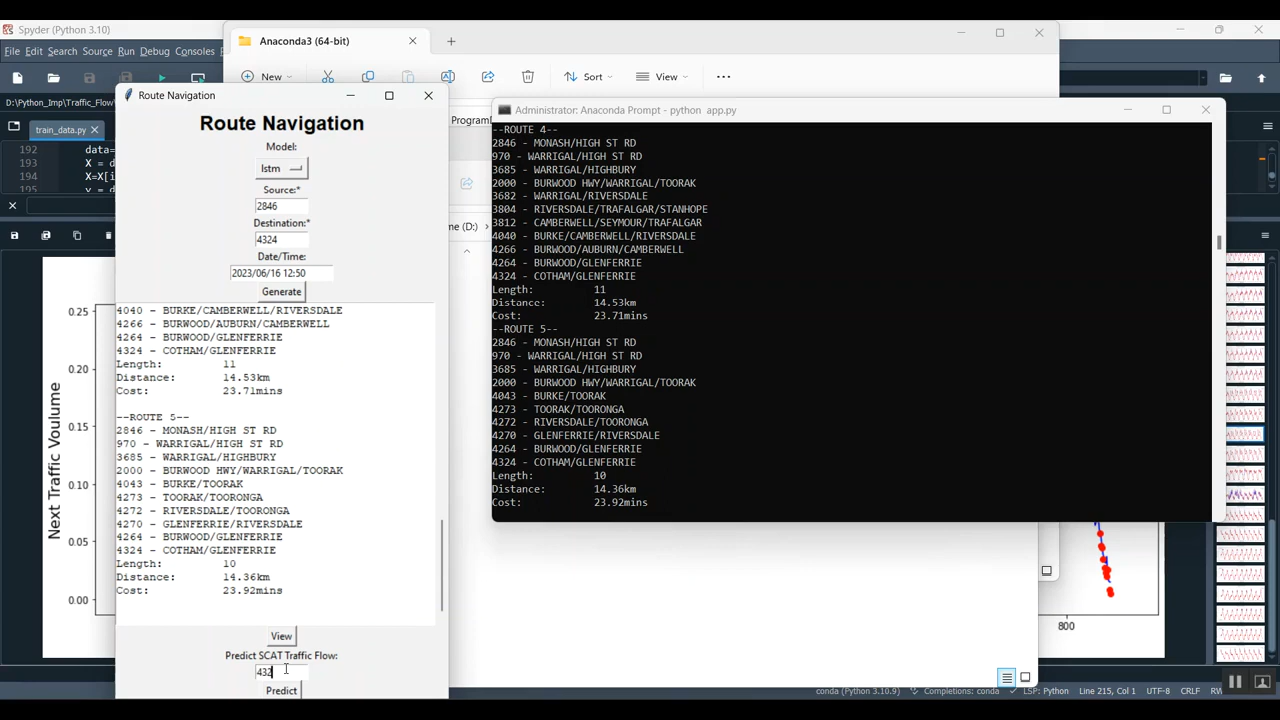 Spyder (Python 3.10)
File Edit Search Source Run Debug Consoles
Anaconda3 (64-bit)
New
Sort
View
D:\Python_Imp\Traffic_Flow
train_data.py
192
data=
193
X = d
194
X=X[i
195
0.25
0.20
0.15
0.10
0.05
0.00
Next Traffic Voulume
800
me (D:)
Route Navigation
Route Navigation
Model:
lstm
Source:*
2846
Destination:*
4324
Date/Time:
2023/06/16 12:50
Generate
4040 - BURKE/CAMBERWELL/RIVERSDALE
4266 - BURWOOD/AUBURN/CAMBERWELL
4264 - BURWOOD/GLENFERRIE
4324 - COTHAM/GLENFERRIE
Length: 11
Distance: 14.53km
Cost: 23.71mins
--ROUTE 5--
2846 - MONASH/HIGH ST RD
970 - WARRIGAL/HIGH ST RD
3685 - WARRIGAL/HIGHBURY
2000 - BURWOOD HWY/WARRIGAL/TOORAK
4043 - BURKE/TOORAK
4273 - TOORAK/TOORONGA
4272 - RIVERSDALE/TOORONGA
4270 - GLENFERRIE/RIVERSDALE
4264 - BURWOOD/GLENFERRIE
4324 - COTHAM/GLENFERRIE
Length: 10
Distance: 14.36km
Cost: 23.92mins
View
Predict SCAT Traffic Flow:
432
Predict
Program
Administrator: Anaconda Prompt - python app.py
--ROUTE 4--
2846 - MONASH/HIGH ST RD
970 - WARRIGAL/HIGH ST RD
3685 - WARRIGAL/HIGHBURY
2000 - BURWOOD HWY/WARRIGAL/TOORAK
3682 - WARRIGAL/RIVERSDALE
3804 - RIVERSDALE/TRAFALGAR/STANHOPE
3812 - CAMBERWELL/SEYMOUR/TRAFALGAR
4040 - BURKE/CAMBERWELL/RIVERSDALE
4266 - BURWOOD/AUBURN/CAMBERWELL
4264 - BURWOOD/GLENFERRIE
4324 - COTHAM/GLENFERRIE
Length: 11
Distance: 14.53km
Cost: 23.71mins
--ROUTE 5--
2846 - MONASH/HIGH ST RD
970 - WARRIGAL/HIGH ST RD
3685 - WARRIGAL/HIGHBURY
2000 - BURWOOD HWY/WARRIGAL/TOORAK
4043 - BURKE/TOORAK
4273 - TOORAK/TOORONGA
4272 - RIVERSDALE/TOORONGA
4270 - GLENFERRIE/RIVERSDALE
4264 - BURWOOD/GLENFERRIE
4324 - COTHAM/GLENFERRIE
Length: 10
Distance: 14.36km
Cost: 23.92mins
conda (Python 3.10.9) Completions: conda LSP: Python Line 215, Col 1 UTF-8 CRLF RW